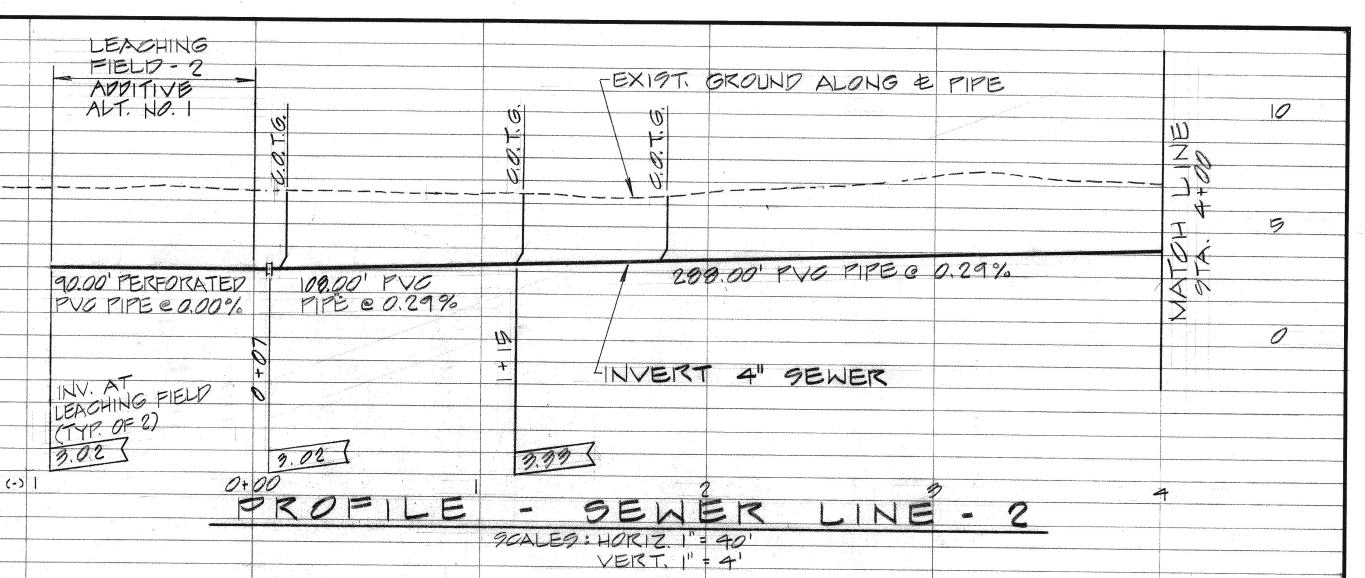 LEACHING
FIELD - 2
ADDITIVE
ALT. NO. 1
EXIST. GROUND ALONG ℄ PIPE
C.O.T.G.
C.O.T.G.
C.O.T.G.
MATCH LINE
STA. 4+00
10
5
0
90.00' PERFORATED
PVC PIPE @ 0.00%
108.00' PVC
PIPE @ 0.29%
288.00' PVC PIPE @ 0.29%
0+07
1+15
INVERT 4" SEWER
INV. AT
LEACHING FIELD
(TYP. OF 2)
3.02
3.02
3.33
(-) 1
0+00
1
2
3
4
PROFILE - SEWER LINE - 2
SCALES: HORIZ. 1" = 40'
VERT. 1" = 4'